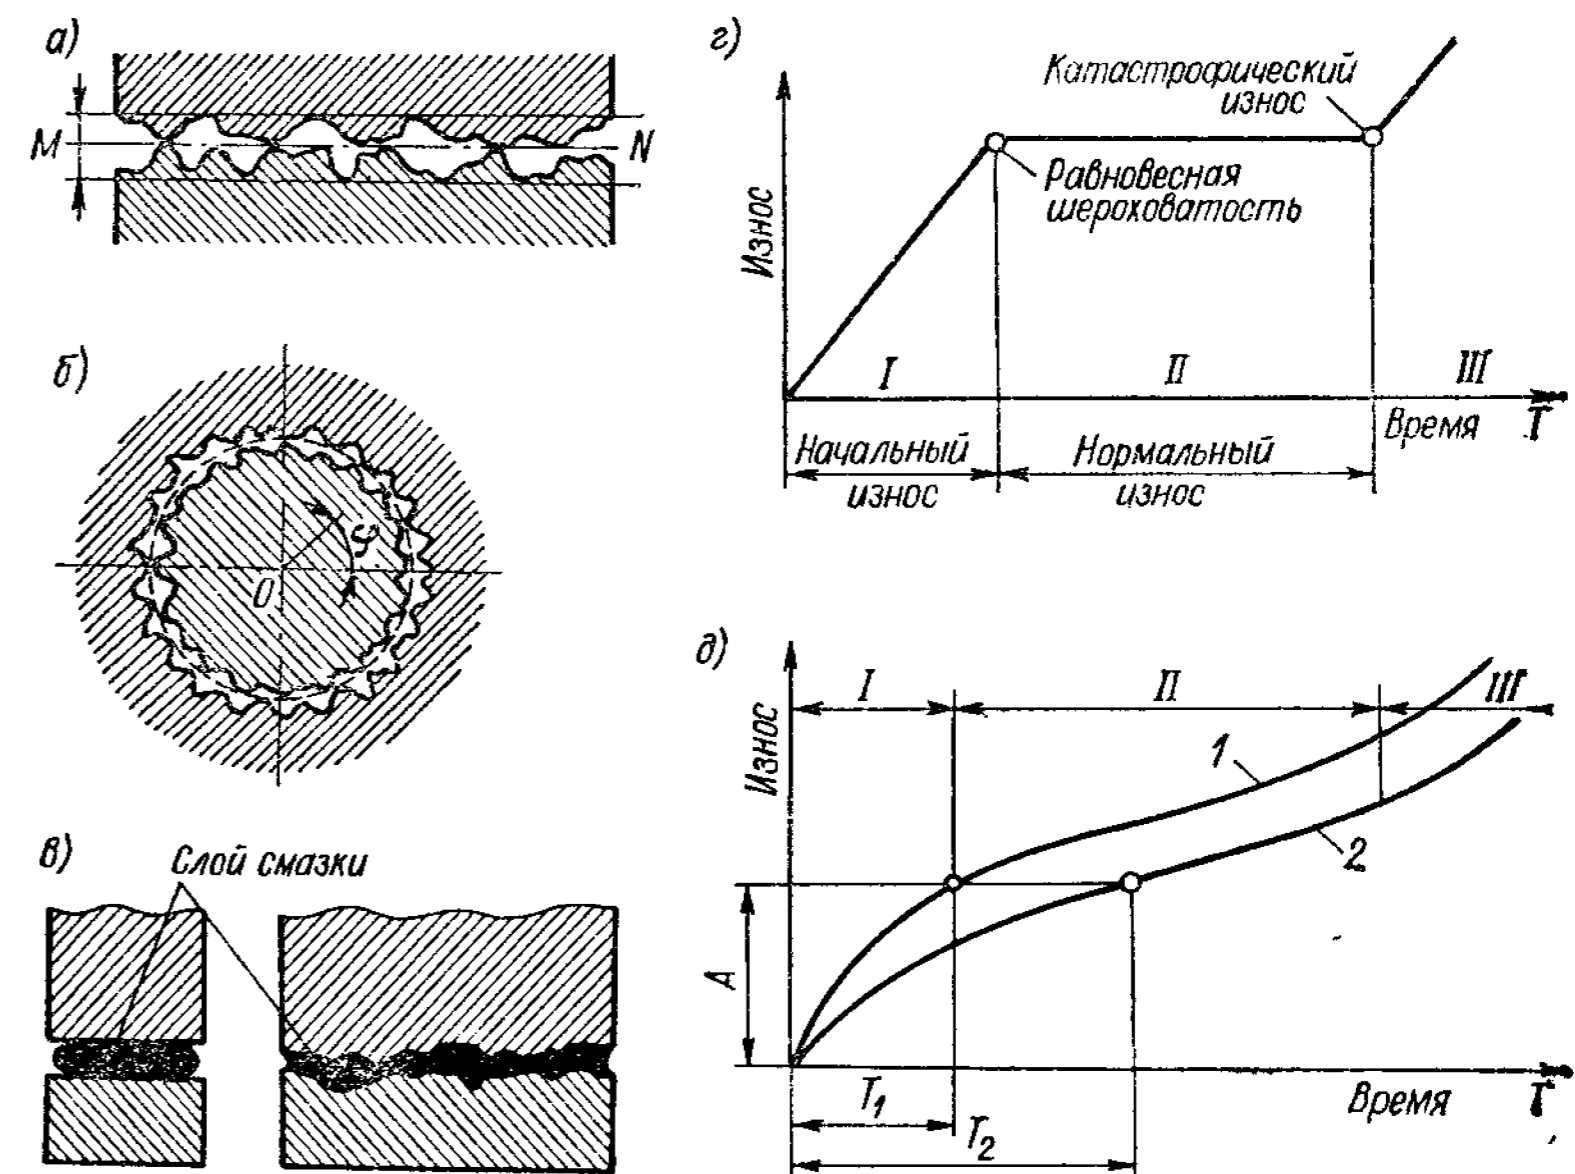 а)
M
N
б)
φ
0
в)
Слой смазки
г)
Износ
Катастрофический
износ
Равновесная
шероховатость
I
II
III
Время T
Начальный
износ
Нормальный
износ
д)
Износ
I
II
III
1
2
A
T1
T2
Время T